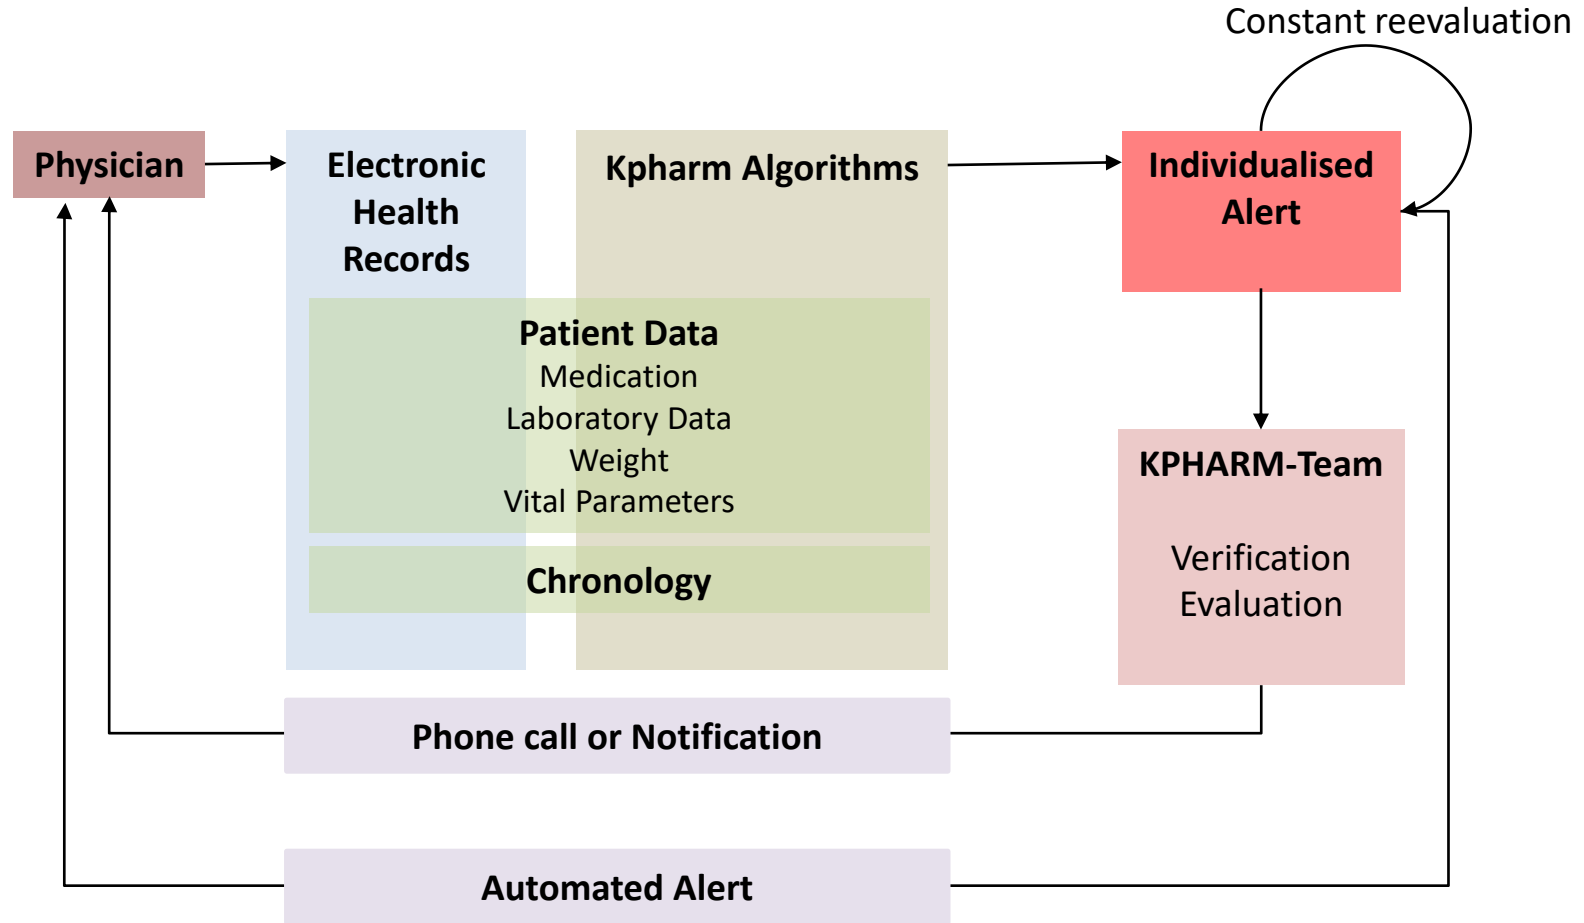 Constant reevaluation
Physician
Electronic
Health
Records
Kpharm Algorithms
Individualised
Alert
Patient Data
Medication
Laboratory Data
Weight
Vital Parameters
Chronology
KPHARM-Team
Verification
Evaluation
Phone call or Notification
Automated Alert